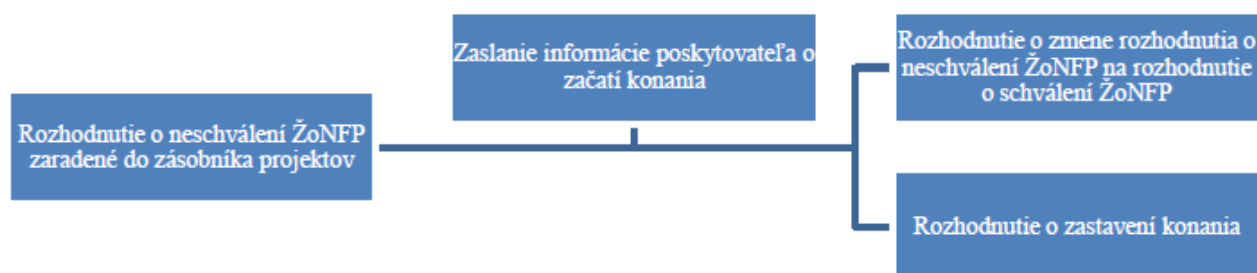 Rozhodnutie o neschválení ŽoNFP
zaradené do zásobníka projektov
Zaslanie informácie poskytovateľa o
začatí konania
Rozhodnutie o zmene rozhodnutia o
neschválení ŽoNFP na rozhodnutie
o schválení ŽoNFP
Rozhodnutie o zastavení konania